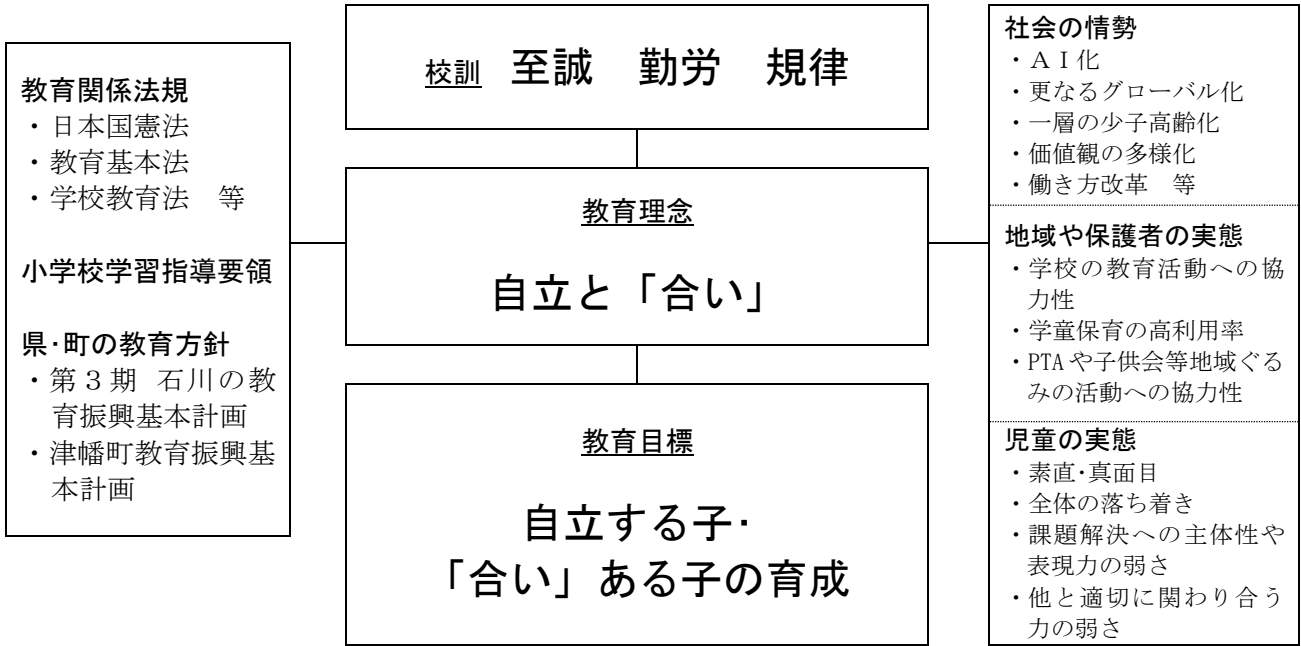 教育関係法規
・日本国憲法
・教育基本法
・学校教育法　等
小学校学習指導要領
県・町の教育方針
・第３期 石川の教
育振興基本計画
・津幡町教育振興基
本計画
校訓　至誠　勤労　規律
教育理念
自立と「合い」
教育目標
自立する子・
「合い」ある子の育成
社会の情勢
・ＡＩ化
・更なるグローバル化
・一層の少子高齢化
・価値観の多様化
・働き方改革　等
地域や保護者の実態
・学校の教育活動への協
力性
・学童保育の高利用率
・PTAや子供会等地域ぐる
みの活動への協力性
児童の実態
・素直・真面目
・全体の落ち着き
・課題解決への主体性や
表現力の弱さ
・他と適切に関わり合う
力の弱さ